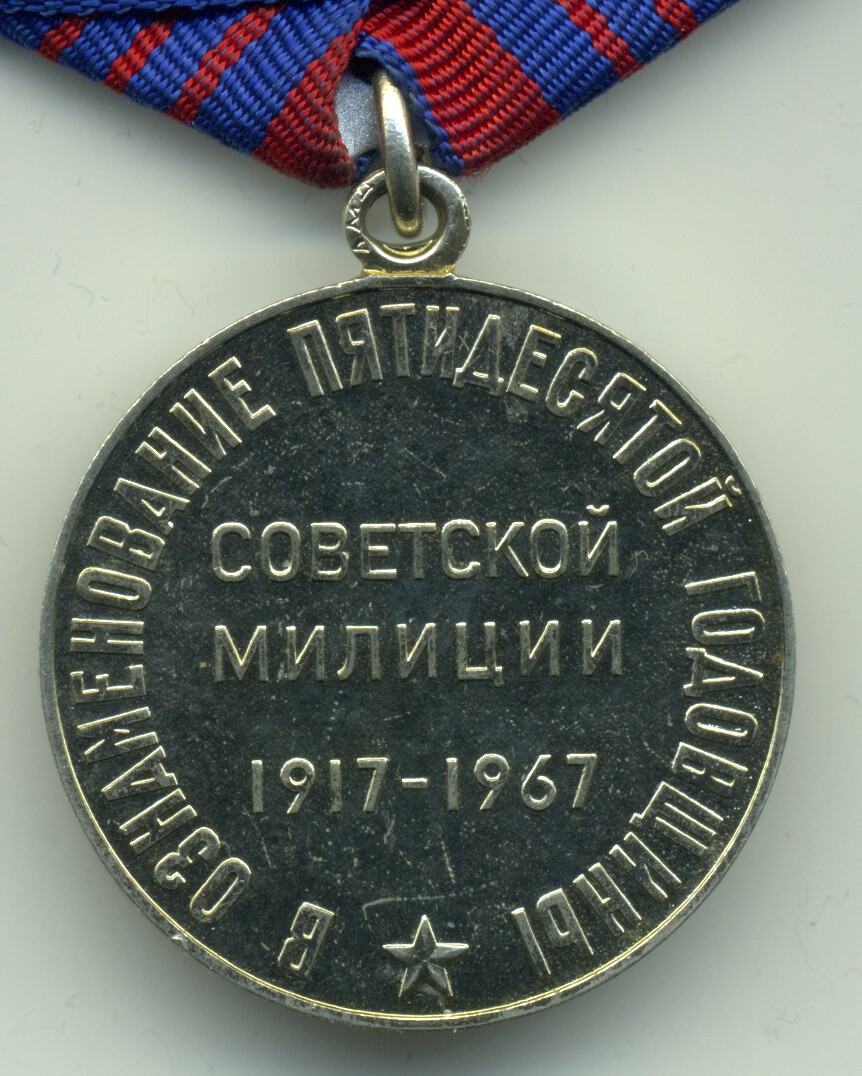 В ОЗНАМЕНОВАНИЕ ПЯТИДЕСЯТОЙ ГОДОВЩИНЫ
СОВЕТСКОЙ
МИЛИЦИИ
1917-1967